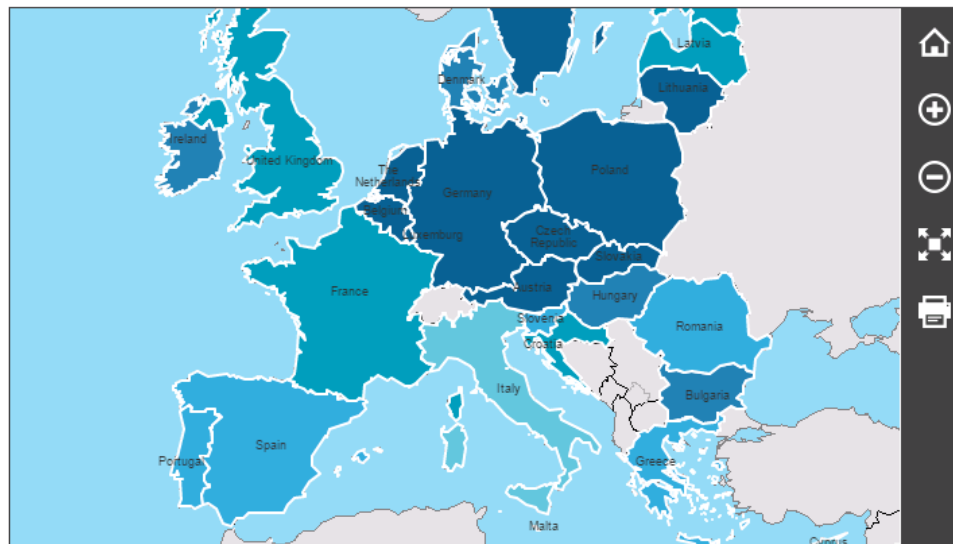 Latvia
Denmark
Lithuania
Ireland
United Kingdom
The
Netherlands
Poland
Germany
Belgium
Luxemburg
Czech
Republic
Slovakia
Austria
France
Hungary
Slovenia
Romania
Croatia
Italy
Bulgaria
Spain
Portugal
Greece
Malta
Cyprus